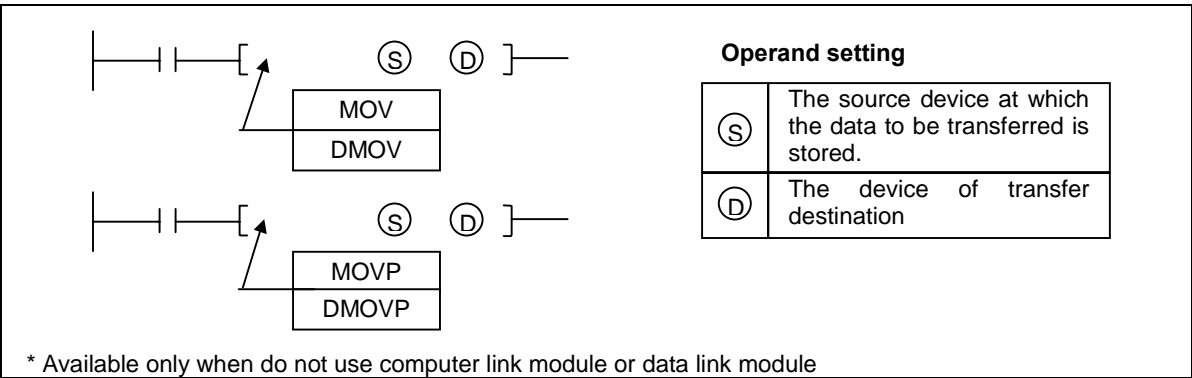 Ⓢ Ⓓ
MOV
DMOV
Ⓢ Ⓓ
MOVP
DMOVP
Operand setting
Ⓢ The source device at which
the data to be transferred is
stored.
Ⓓ The device of transfer
destination
* Available only when do not use computer link module or data link module